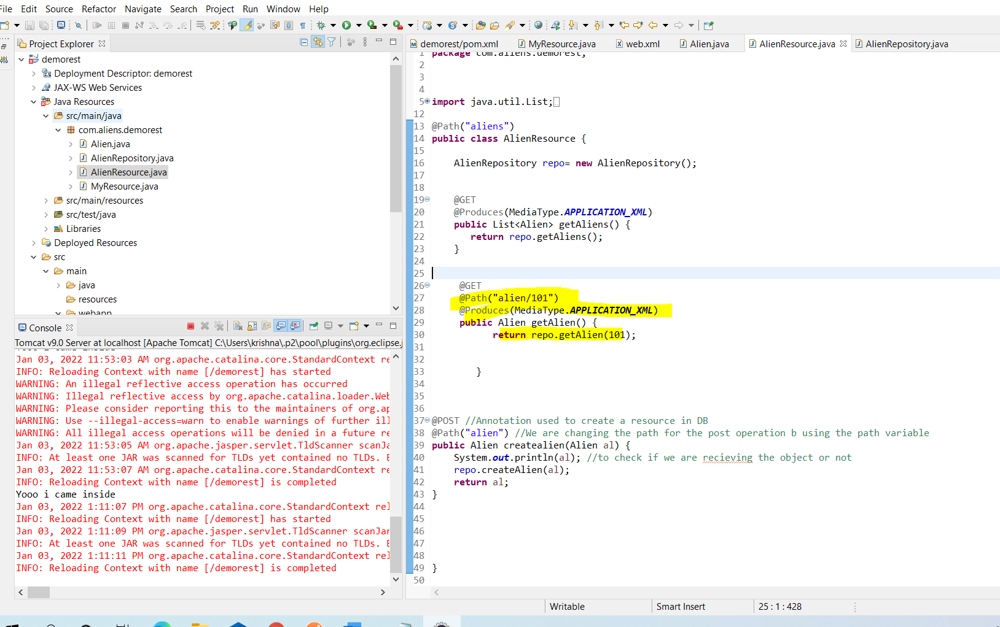 File Edit Source Refactor Navigate Search Project Run Window Help
Project Explorer
demorest
Deployment Descriptor: demorest
JAX-WS Web Services
Java Resources
src/main/java
com.aliens.demorest
Alien.java
AlienRepository.java
AlienResource.java
MyResource.java
src/main/resources
src/test/java
Libraries
Deployed Resources
src
main
java
resources
webapp
Console
Tomcat v9.0 Server at localhost [Apache Tomcat] C:\Users\krishna\.p2\pool\plugins\org.eclipse.j
Yooo i came inside
Jan 03, 2022 11:53:03 AM org.apache.catalina.core.StandardContext re
INFO: Reloading Context with name [/demorest] has started
WARNING: An illegal reflective access operation has occurred
WARNING: Illegal reflective access by org.apache.catalina.loader.Web
WARNING: Please consider reporting this to the maintainers of org.ap
WARNING: Use --illegal-access=warn to enable warnings of further ill
WARNING: All illegal access operations will be denied in a future re
Jan 03, 2022 11:53:05 AM org.apache.jasper.servlet.TldScanner scanJa
INFO: At least one JAR was scanned for TLDs yet contained no TLDs. E
Jan 03, 2022 11:53:07 AM org.apache.catalina.core.StandardContext re
INFO: Reloading Context with name [/demorest] is completed
Yooo i came inside
Jan 03, 2022 1:11:07 PM org.apache.catalina.core.StandardContext rel
INFO: Reloading Context with name [/demorest] has started
Jan 03, 2022 1:11:09 PM org.apache.jasper.servlet.TldScanner scanJar
INFO: At least one JAR was scanned for TLDs yet contained no TLDs. E
Jan 03, 2022 1:11:11 PM org.apache.catalina.core.StandardContext rel
INFO: Reloading Context with name [/demorest] is completed
demorest/pom.xml MyResource.java web.xml Alien.java AlienResource.java AlienRepository.java
1 package com.aliens.demorest;
2
3
4
5 import java.util.List;
12
13 @Path("aliens")
14 public class AlienResource {
15
16 AlienRepository repo= new AlienRepository();
17
18
19 @GET
20 @Produces(MediaType.APPLICATION_XML)
21 public List<Alien> getAliens() {
22 return repo.getAliens();
23 }
24
25
26 @GET
27 @Path("alien/101")
28 @Produces(MediaType.APPLICATION_XML)
29 public Alien getAlien() {
30 return repo.getAlien(101);
31
32
33 }
34
35
36
37 @POST //Annotation used to create a resource in DB
38 @Path("alien") //We are changing the path for the post operation b using the path variable
39 public Alien createalien(Alien al) {
40 System.out.println(al); //to check if we are recieving the object or not
41 repo.createAlien(al);
42 return al;
43 }
44
45
46
47
48
49 }
50
Writable Smart Insert 25 : 1 : 428